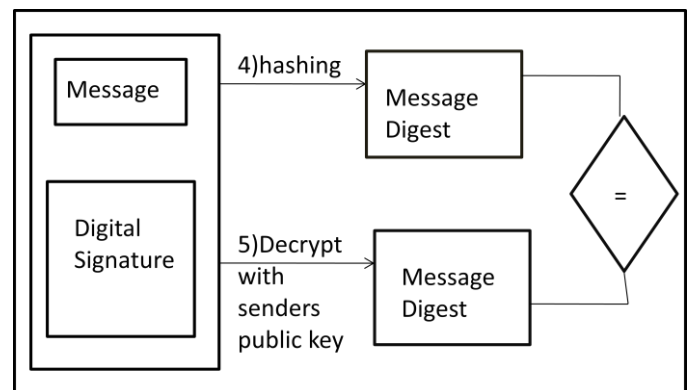 Message
4)hashing
Message
Digest
=
Digital
Signature
5)Decrypt
with
senders
public key
Message
Digest